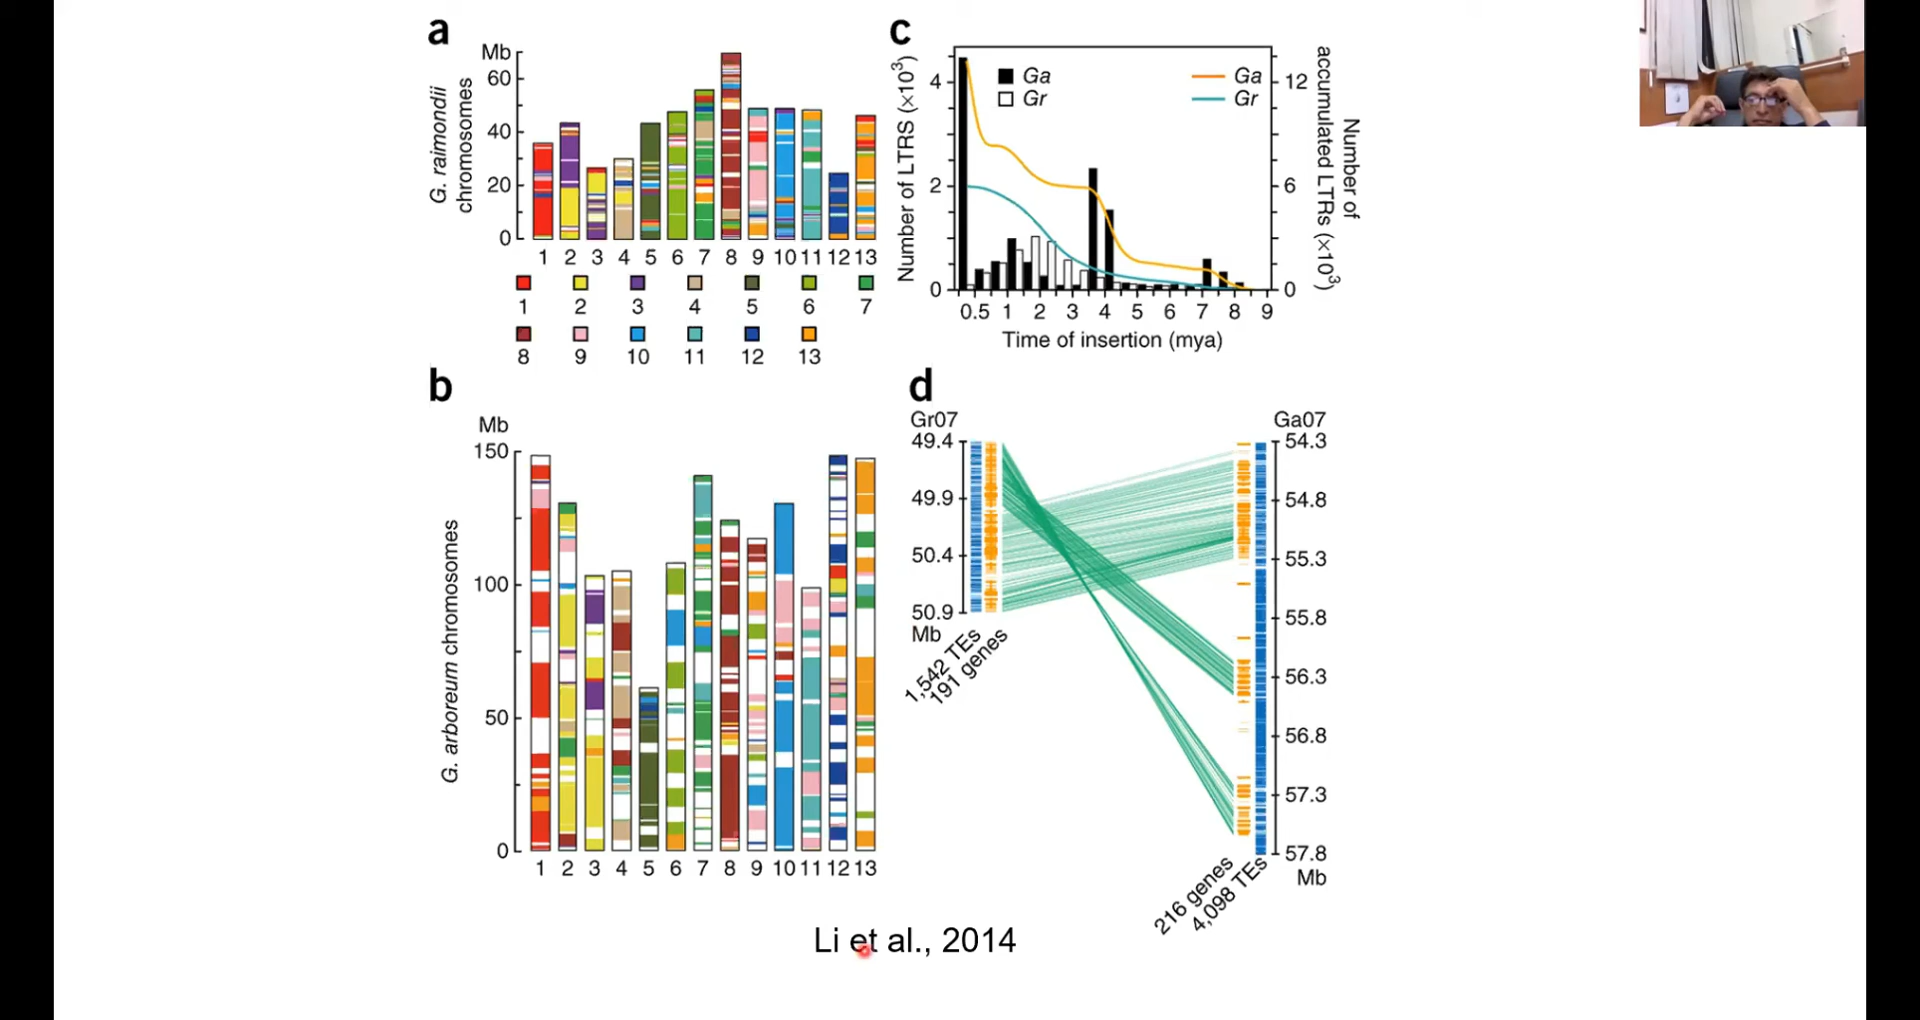 a
Mb
60
40
20
0
G. raimondii
chromosomes
1 2 3 4 5 6 7 8 9 10 11 12 13
1 2 3 4 5 6 7
8 9 10 11 12 13
b
Mb
150
100
50
0
G. arboreum chromosomes
1 2 3 4 5 6 7 8 9 10 11 12 13
c
Number of LTRS (×10³)
4
2
0
Ga
Gr
Ga
Gr
12
6
0
Number of
accumulated LTRs (×10³)
0.5 1 2 3 4 5 6 7 8 9
Time of insertion (mya)
d
Gr07
49.4
49.9
50.4
50.9
Mb
1,542 TEs
191 genes
Ga07
54.3
54.8
55.3
55.8
56.3
56.8
57.3
57.8
Mb
216 genes
4,098 TEs
Li et al., 2014